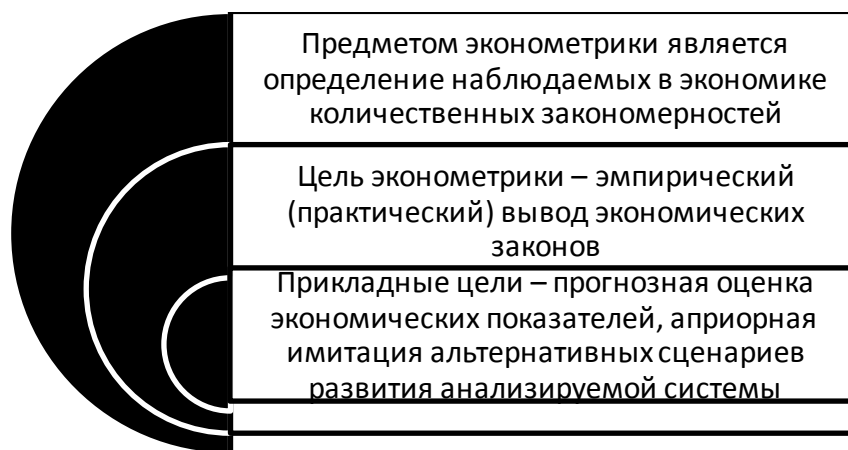 Предметом эконометрики является
определение наблюдаемых в экономике
количественных закономерностей
Цель эконометрики – эмпирический
(практический) вывод экономических
законов
Прикладные цели – прогнозная оценка
экономических показателей, априорная
имитация альтернативных сценариев
развития анализируемой системы